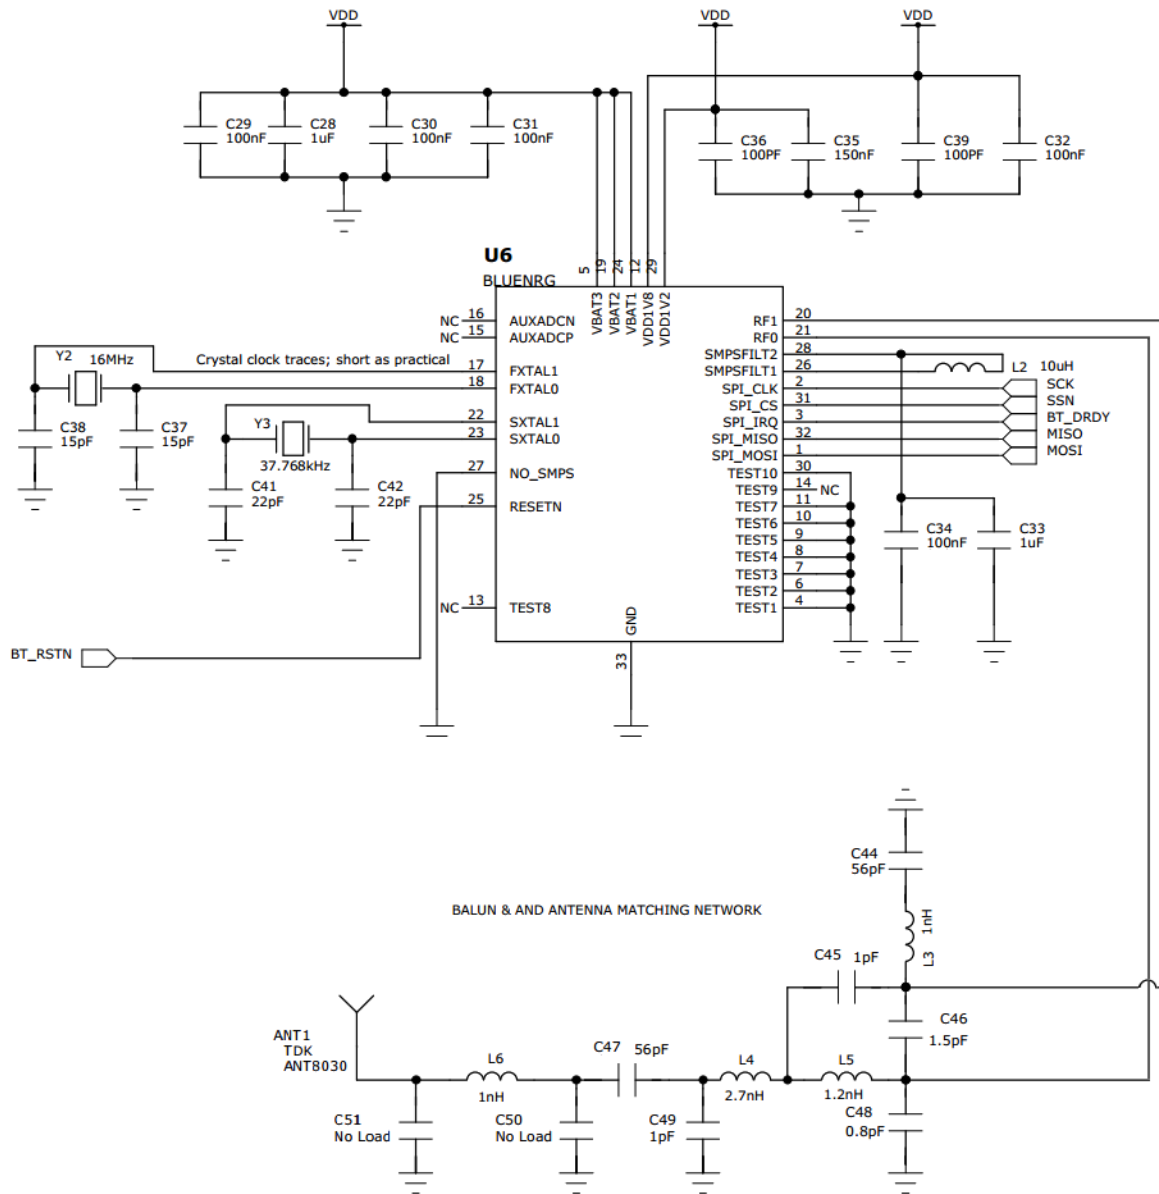 VDD
VDD
VDD
C29
100nF
C28
1uF
C30
100nF
C31
100nF
C36
100PF
C35
150nF
C39
100PF
C32
100nF
U6
BLUENRG
5
19
24
12
29
VBAT3
VBAT2
VBAT1
VDD1V8
VDD1V2
NC 16 AUXADCN
NC 15 AUXADCP
Crystal clock traces; short as practical
17 FXTAL1
18 FXTAL0
22 SXTAL1
23 SXTAL0
27 NO_SMPS
25 RESETN
NC 13 TEST8
Y2
16MHz
C38
15pF
C37
15pF
Y3
37.768kHz
C41
22pF
C42
22pF
BT_RSTN
RF1 20
RF0 21
SMPSFILT2 28
SMPSFILT1 26
SPI_CLK 2
SPI_CS 31
SPI_IRQ 3
SPI_MISO 32
SPI_MOSI 1
TEST10 30
TEST9 14 NC
TEST7 11
TEST6 10
TEST5 9
TEST4 8
TEST3 7
TEST2 6
TEST1 4
L2 10uH
SCK
SSN
BT_DRDY
MISO
MOSI
C34
100nF
C33
1uF
GND
33
C44
56pF
BALUN & AND ANTENNA MATCHING NETWORK
1nH
L3
C45
1pF
C46
1.5pF
ANT1
TDK
ANT8030
L6
1nH
C47
56pF
L4
2.7nH
L5
1.2nH
C51
No Load
C50
No Load
C49
1pF
C48
0.8pF